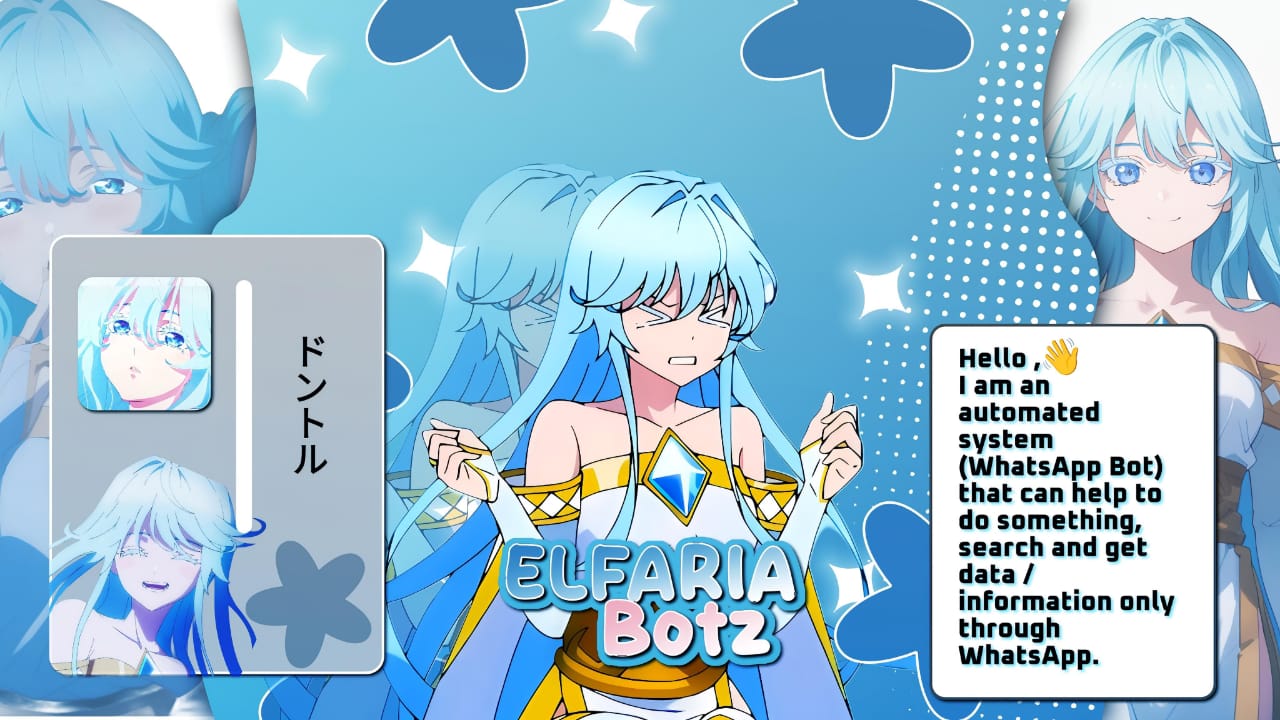 ドントル
ELFARIA
Botz
Hello ,👋
I am an
automated
system
(WhatsApp Bot)
that can help to
do something,
search and get
data /
information only
through
WhatsApp.